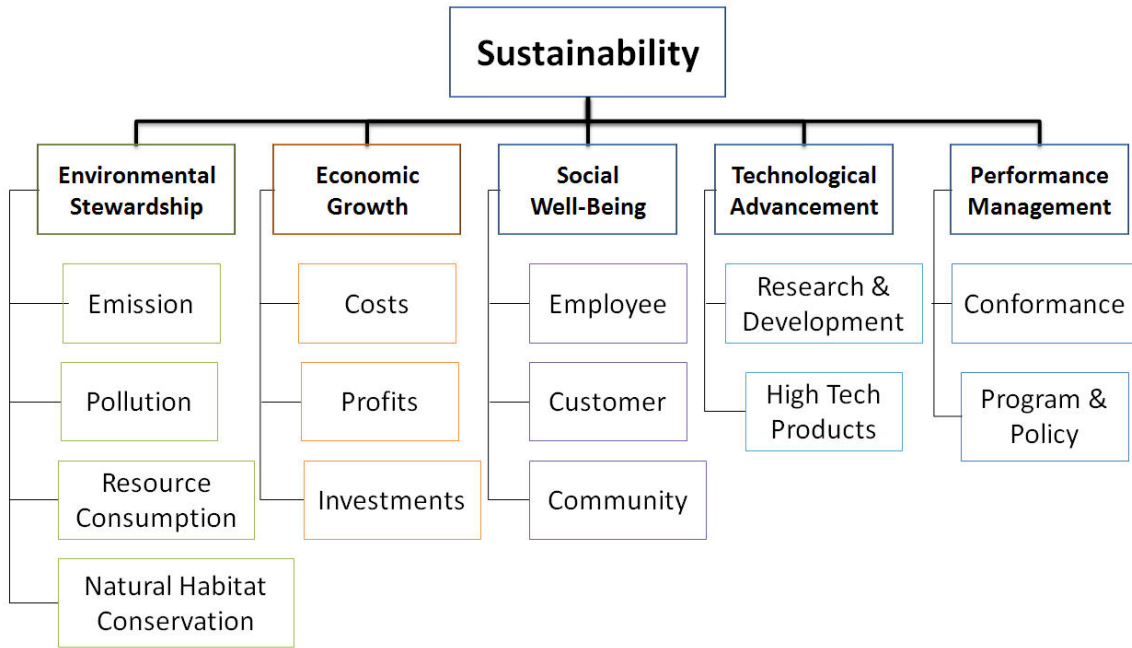 Sustainability
Environmental
Stewardship
Economic
Growth
Social
Well-Being
Technological
Advancement
Performance
Management
Emission
Pollution
Resource
Consumption
Natural Habitat
Conservation
Costs
Profits
Investments
Employee
Customer
Community
Research &
Development
High Tech
Products
Conformance
Program &
Policy